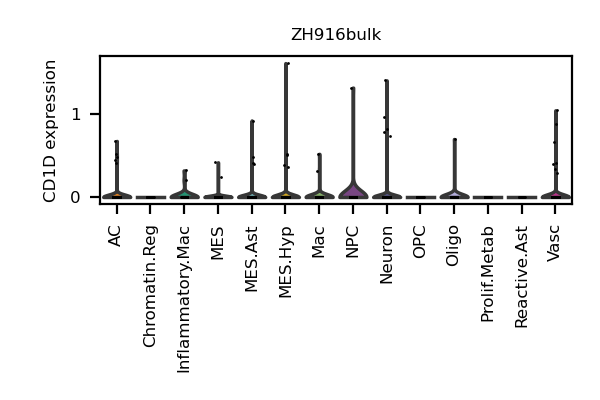 ZH916bulk
CD1D expression
1
0
AC
Chromatin.Reg
Inflammatory.Mac
MES
MES.Ast
MES.Hyp
Mac
NPC
Neuron
OPC
Oligo
Prolif.Metab
Reactive.Ast
Vasc